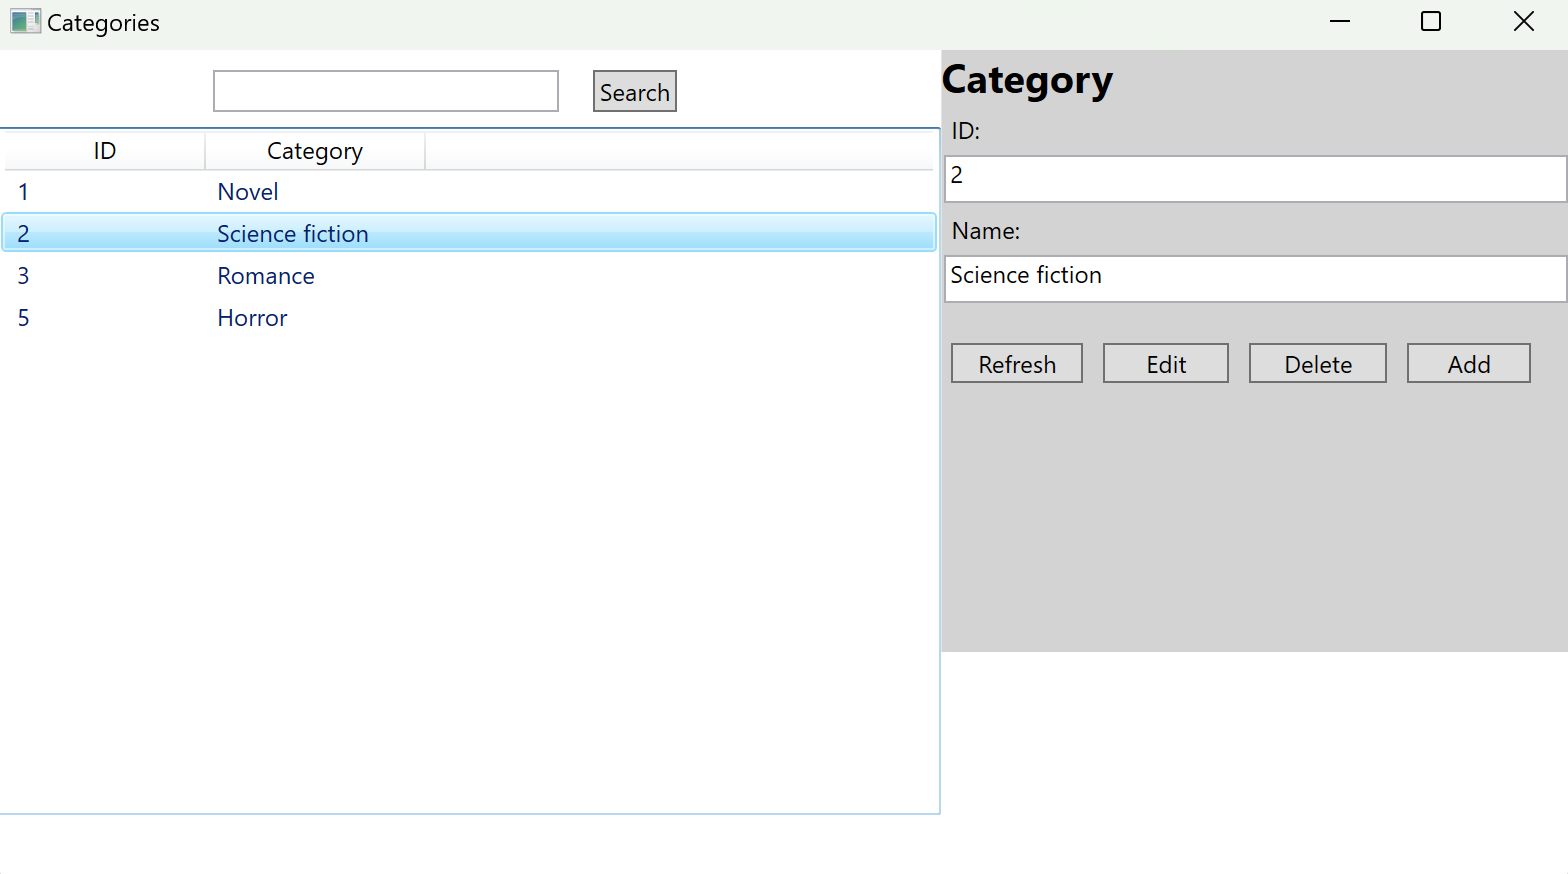 Categories
Search
ID Category
1 Novel
2 Science fiction
3 Romance
5 Horror
Category
ID:
2
Name:
Science fiction
Refresh Edit Delete Add